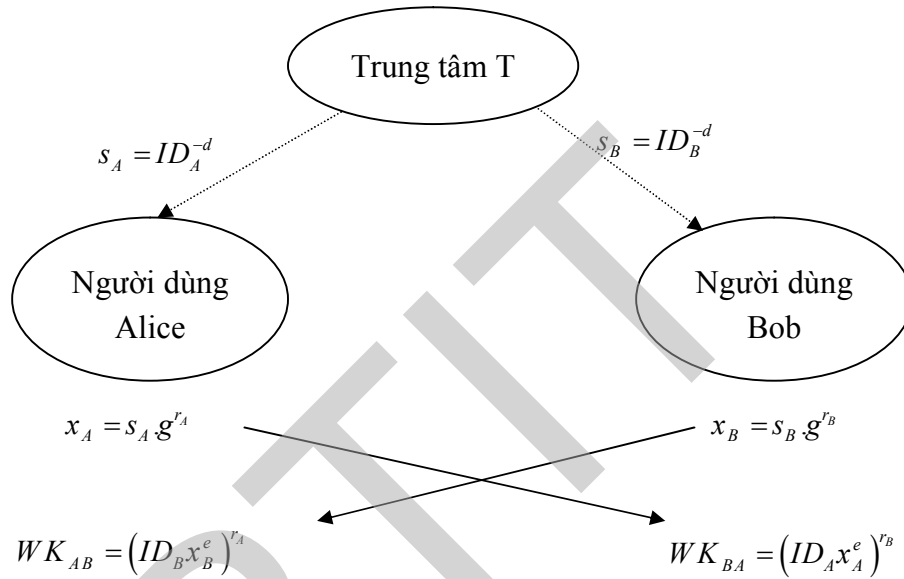 Trung tâm T
s_A = ID_A^{-d}
s_B = ID_B^{-d}
Người dùng
Alice
Người dùng
Bob
x_A = s_A.g^{r_A}
x_B = s_B.g^{r_B}
WK_{AB} = (ID_B x_B^e)^{r_A}
WK_{BA} = (ID_A x_A^e)^{r_B}
PTIT